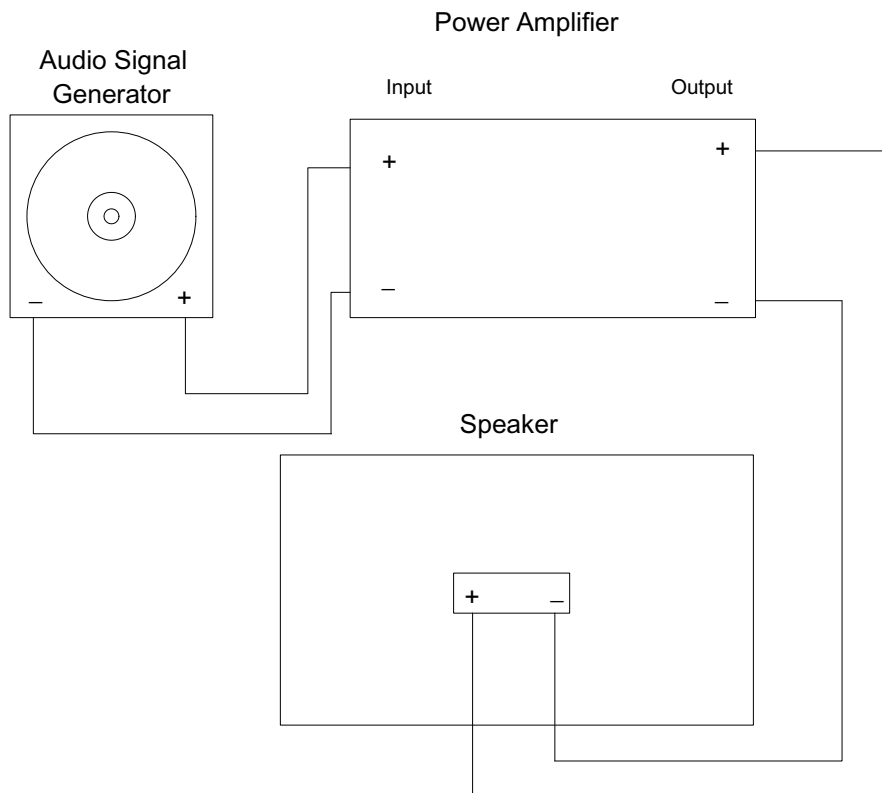 Power Amplifier
Audio Signal
Generator
Input
Output
+
+
–
–
–
+
Speaker
+
–